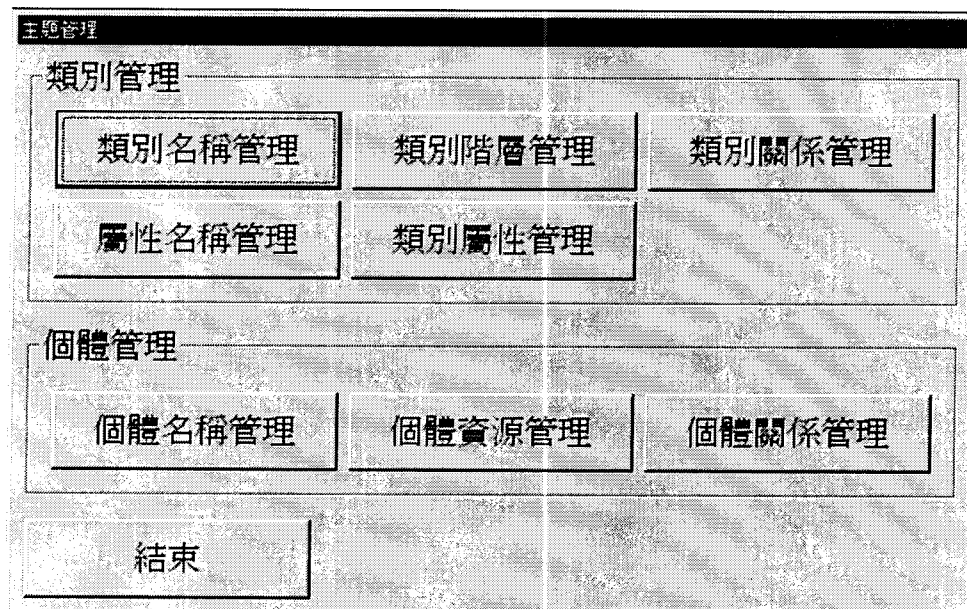 主題管理
類別管理
類別名稱管理 類別階層管理 類別關係管理
屬性名稱管理 類別屬性管理
個體管理
個體名稱管理 個體資源管理 個體關係管理
結束